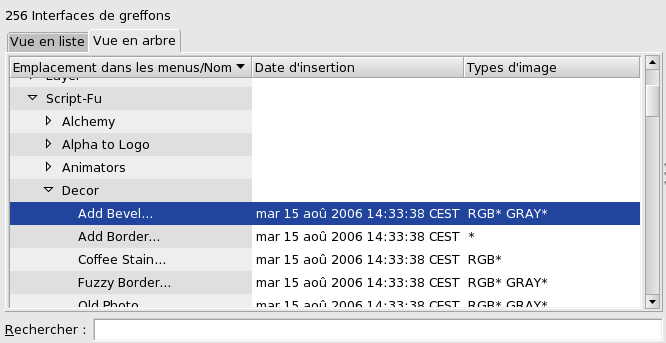 256 Interfaces de greffons
Vue en liste Vue en arbre
Emplacement dans les menus/Nom Date d'insertion Types d'image
Layer
Script-Fu
Alchemy
Alpha to Logo
Animators
Decor
Add Bevel... mar 15 aoû 2006 14:33:38 CEST RGB* GRAY*
Add Border... mar 15 aoû 2006 14:33:38 CEST *
Coffee Stain... mar 15 aoû 2006 14:33:38 CEST RGB*
Fuzzy Border... mar 15 aoû 2006 14:33:38 CEST RGB* GRAY*
Old Photo... mar 15 aoû 2006 14:33:38 CEST RGB* GRAY*
Rechercher :